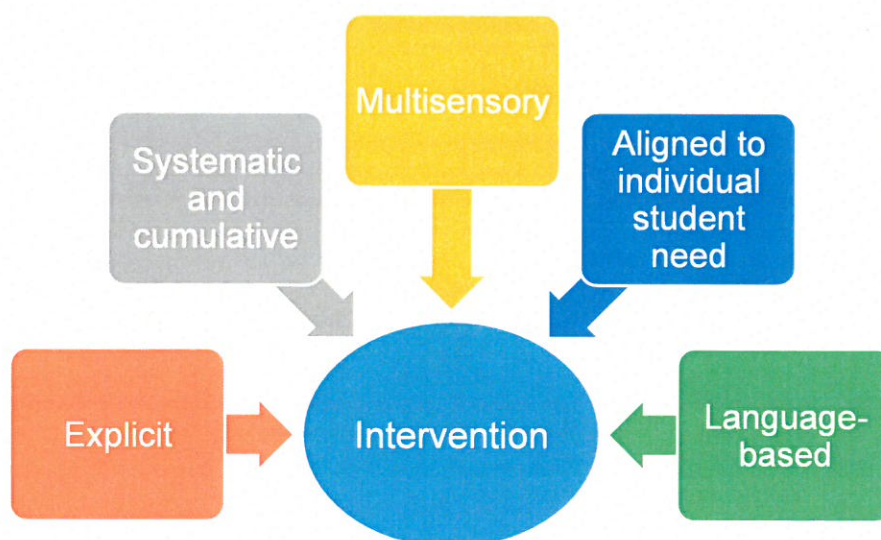 Multisensory
Systematic
and
cumulative
Aligned to
individual
student
need
Explicit
Intervention
Language-
based